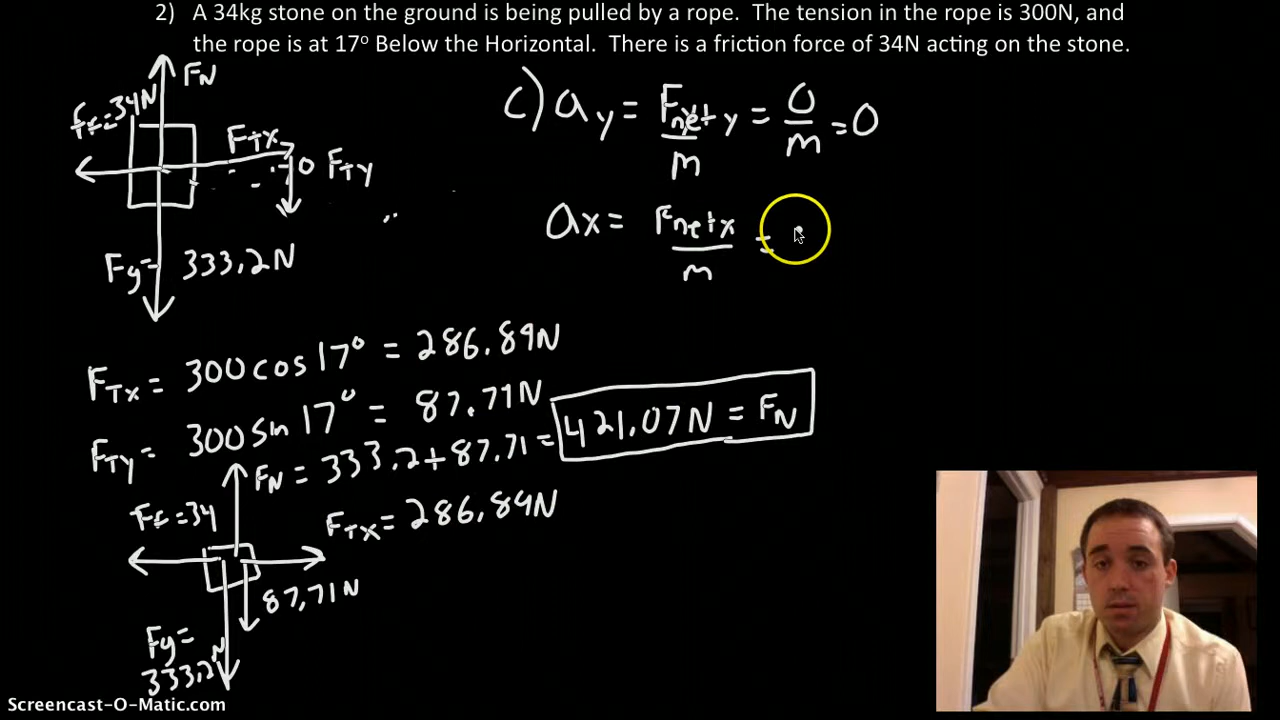 2) A 34kg stone on the ground is being pulled by a rope. The tension in the rope is 300N, and
the rope is at 17° Below the Horizontal. There is a friction force of 34N acting on the stone.
FN
Ff=34N
FTx
θ FTy
Fg= 333.2N
c) ay = Fnet y / m = 0 / m = 0
ax = Fnetx / m =
FTx = 300 cos 17° = 286.89N
FTy = 300 sin 17° = 87.71N
FN = 333.2+87.71 = 421.07N = FN
Ff=34
FTx = 286.89N
87.71N
Fg=
333.2N
Screencast-O-Matic.com